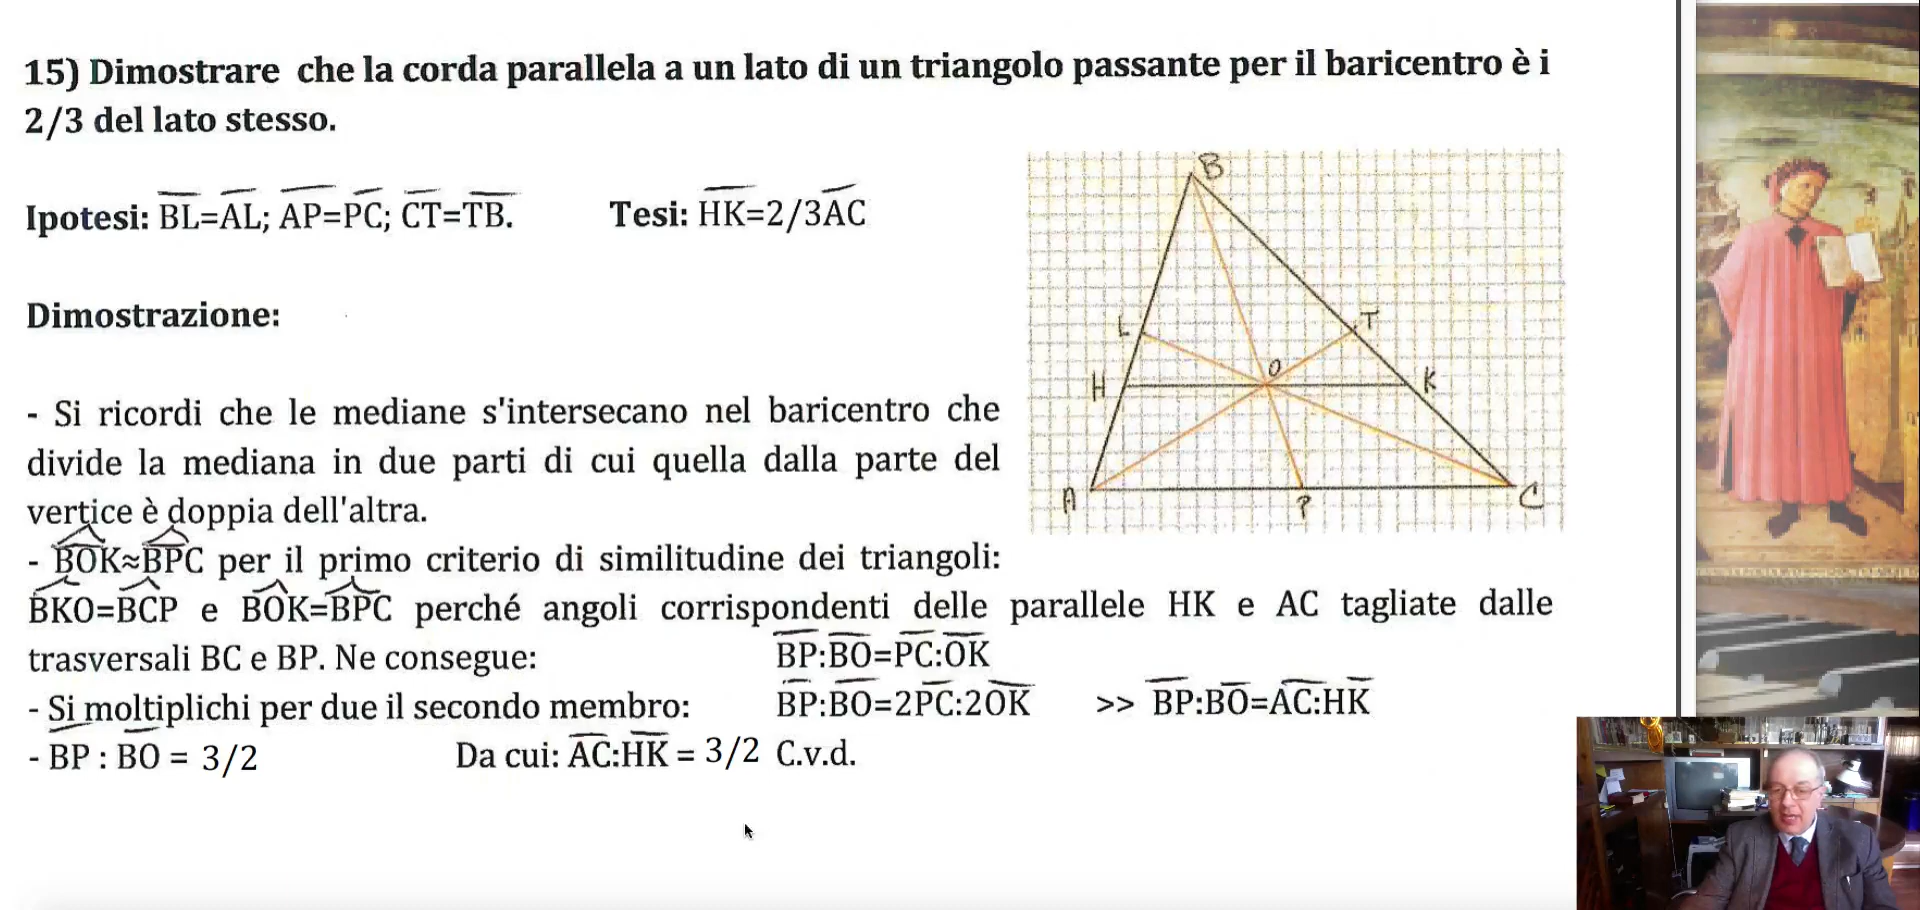 15) Dimostrare che la corda parallela a un lato di un triangolo passante per il baricentro è i
2/3 del lato stesso.
Ipotesi: BL=AL; AP=PC; CT=TB. Tesi: HK=2/3AC
Dimostrazione:
- Si ricordi che le mediane s'intersecano nel baricentro che
divide la mediana in due parti di cui quella dalla parte del
vertice è doppia dell'altra.
- BOK≈BPC per il primo criterio di similitudine dei triangoli:
BKO=BCP e BOK=BPC perché angoli corrispondenti delle parallele HK e AC tagliate dalle
trasversali BC e BP. Ne consegue: BP:BO=PC:OK
- Si moltiplichi per due il secondo membro: BP:BO=2PC:2OK >> BP:BO=AC:HK
- BP : BO = 3/2 Da cui: AC:HK = 3/2 C.v.d.
B
L
T
O
H
K
A
P
C